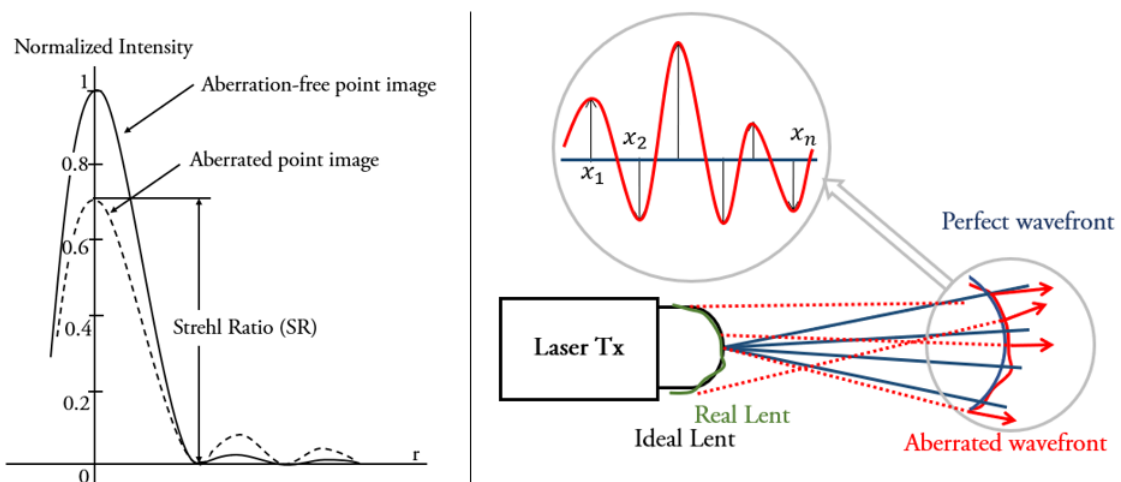 Normalized Intensity
1
Aberration-free point image
0.8
Aberrated point image
0.6
0.4
Strehl Ratio (SR)
0.2
r
0
x₁
x₂
xₙ
Perfect wavefront
Laser Tx
Real Lent
Ideal Lent
Aberrated wavefront